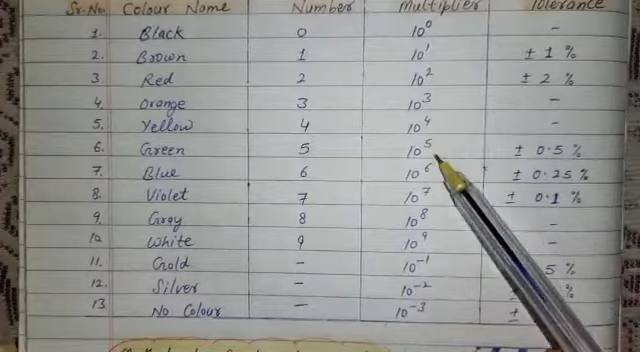 Sr.No. Colour Name Number Multiplier Tolerance
1. Black 0 10⁰ -
2. Brown 1 10¹ ± 1 %
3. Red 2 10² ± 2 %
4. Orange 3 10³ -
5. Yellow 4 10⁴ -
6. Green 5 10⁵ ± 0.5 %
7. Blue 6 10⁶ ± 0.25 %
8. Violet 7 10⁷ ± 0.1 %
9. Gray 8 10⁸ -
10. White 9 10⁹ -
11. Gold - 10⁻¹ 5 %
12. Silver - 10⁻² %
13. No Colour - 10⁻³ ±